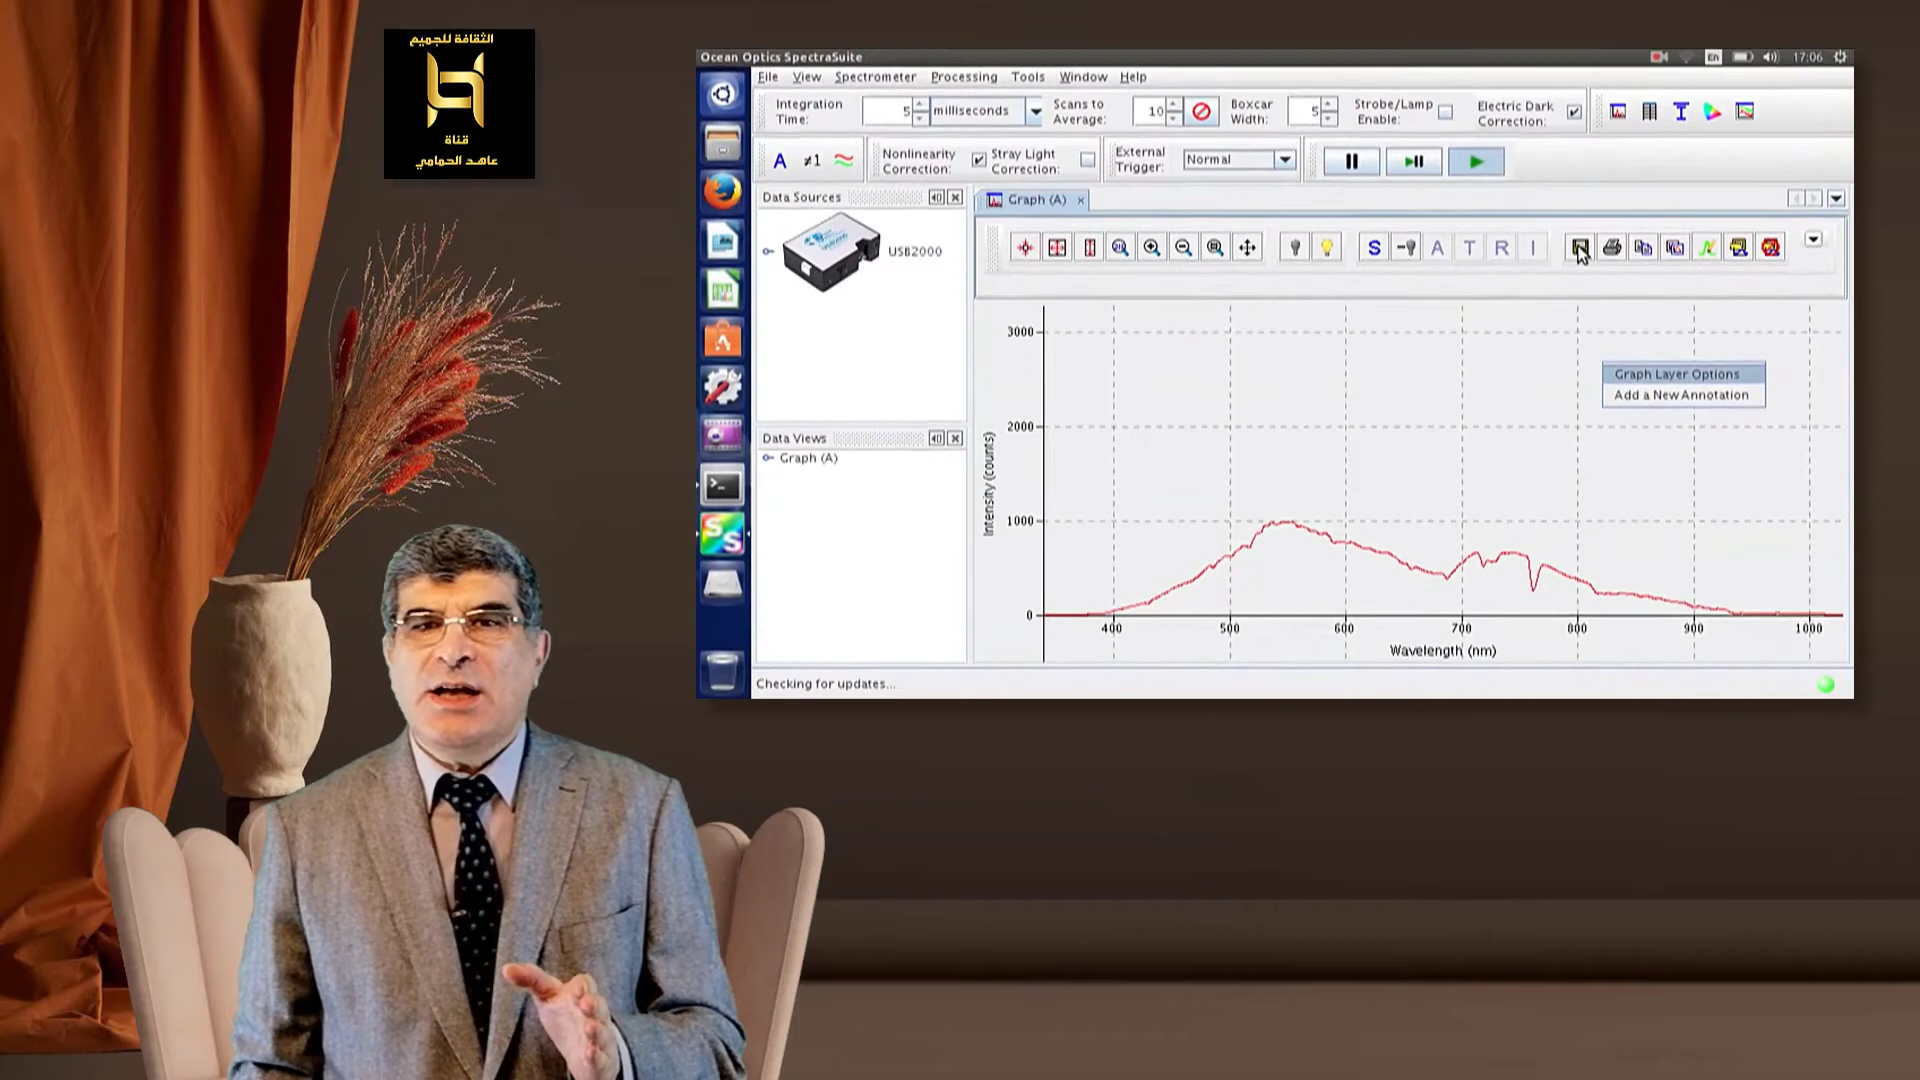 الثقافة للجميع
قناة
عاهد الحمامي
Ocean Optics SpectraSuite
En
17:06
File View Spectrometer Processing Tools Window Help
Integration Time: 5 milliseconds
Scans to Average: 10
Boxcar Width: 5
Strobe/Lamp Enable:
Electric Dark Correction:
A ≠1
Nonlinearity Correction:
Stray Light Correction:
External Trigger: Normal
Data Sources
USB2000
Data Views
Graph (A)
Graph (A)
S A T R I
Graph Layer Options
Add a New Annotation
Intensity (counts)
3000
2000
1000
0
400 500 600 700 800 900 1000
Wavelength (nm)
Checking for updates...